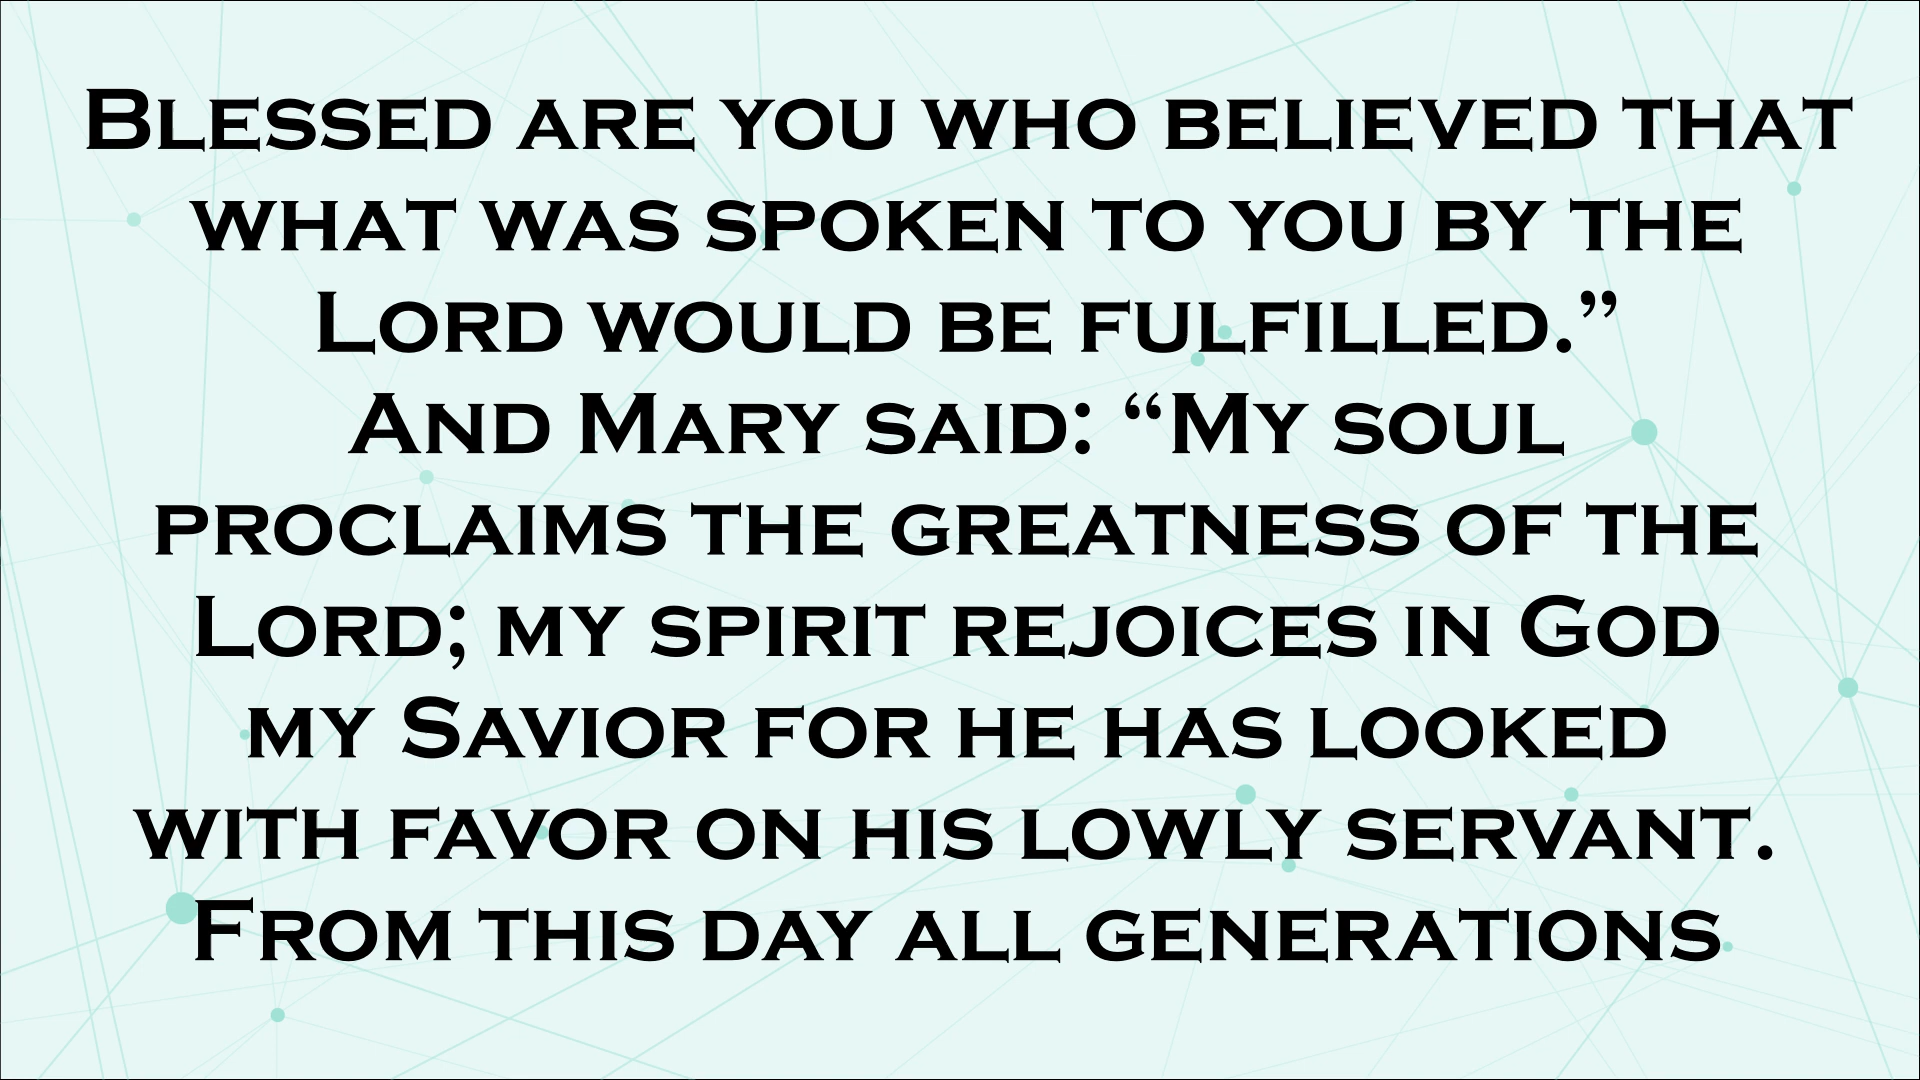 Blessed are you who believed that
what was spoken to you by the
Lord would be fulfilled.”
And Mary said: “My soul
proclaims the greatness of the
Lord; my spirit rejoices in God
my Savior for he has looked
with favor on his lowly servant.
From this day all generations